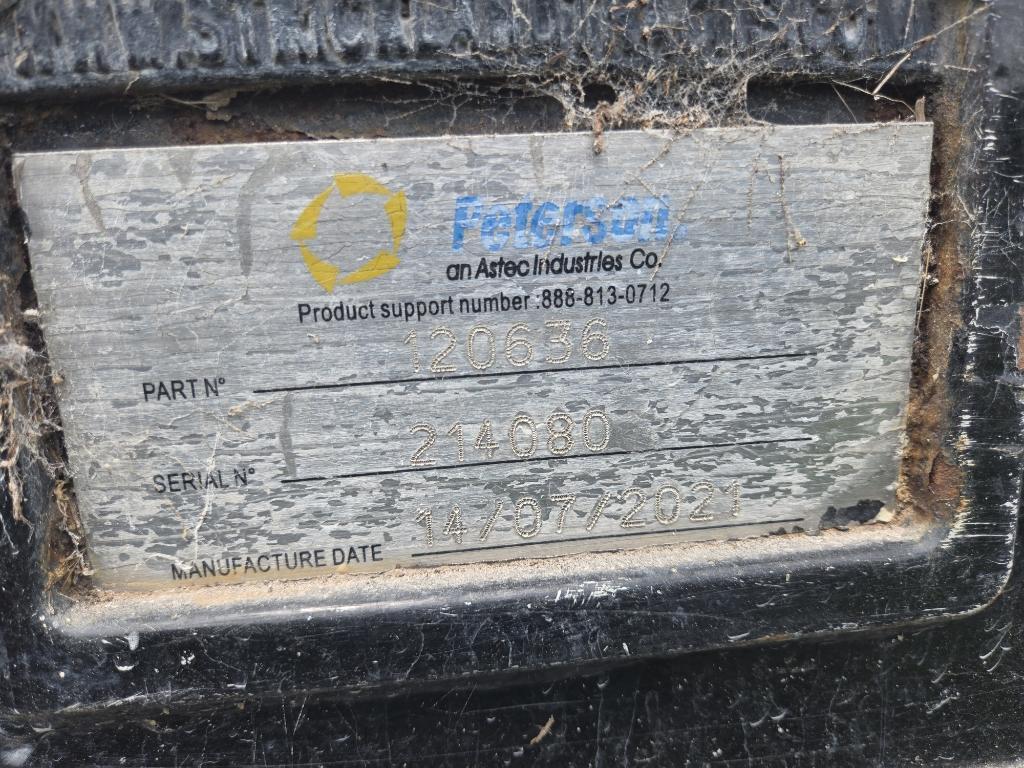 Peterson
an Astec Industries Co.
Product support number :888-813-0712
PART N° 120636
SERIAL N° 214080
MANUFACTURE DATE 14/07/2021